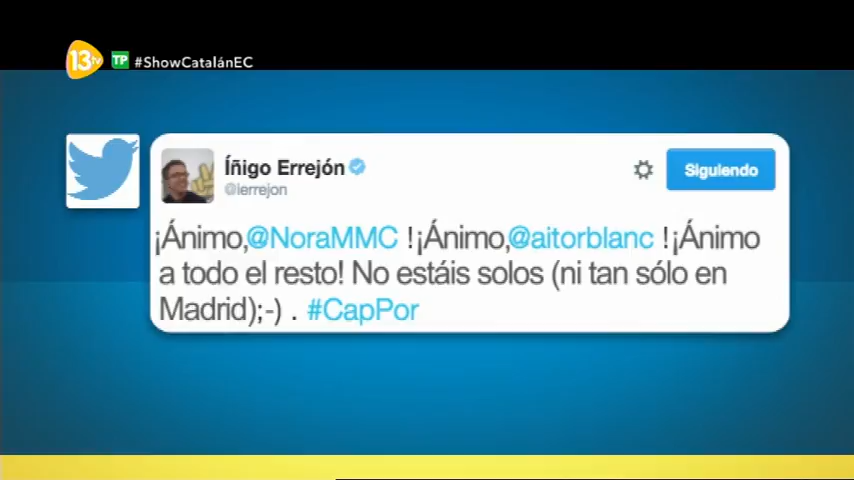 13tv TP #ShowCatalánEC
Íñigo Errejón
@ierrejon
Siguiendo
¡Ánimo,@NoraMMC !¡Ánimo,@aitorblanc !¡Ánimo
a todo el resto! No estáis solos (ni tan sólo en
Madrid);-) . #CapPor